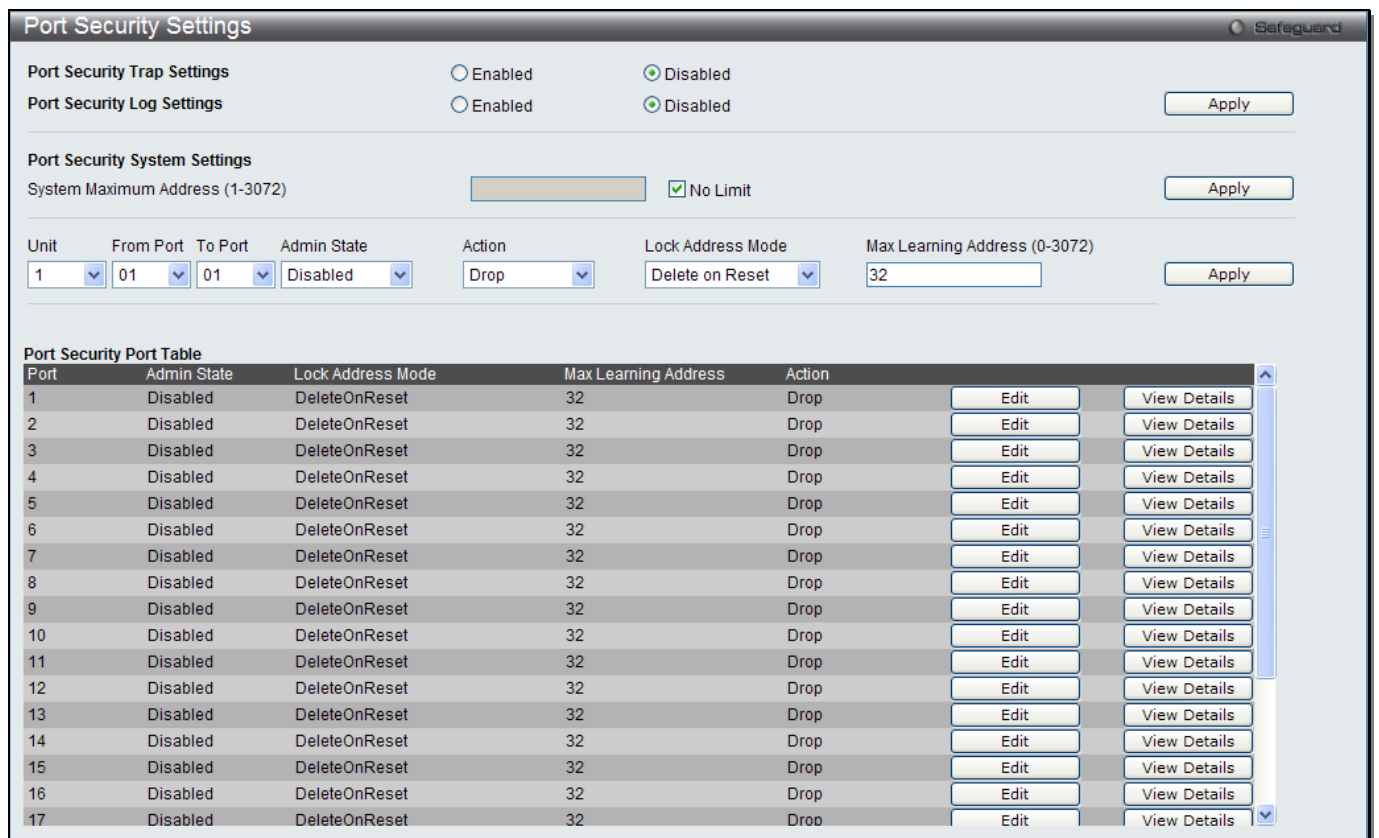 Port Security Settings Safeguard
Port Security Trap Settings Enabled Disabled
Port Security Log Settings Enabled Disabled Apply
Port Security System Settings
System Maximum Address (1-3072) No Limit Apply
Unit From Port To Port Admin State Action Lock Address Mode Max Learning Address (0-3072)
1 01 01 Disabled Drop Delete on Reset 32 Apply
Port Security Port Table
Port Admin State Lock Address Mode Max Learning Address Action
1 Disabled DeleteOnReset 32 Drop Edit View Details
2 Disabled DeleteOnReset 32 Drop Edit View Details
3 Disabled DeleteOnReset 32 Drop Edit View Details
4 Disabled DeleteOnReset 32 Drop Edit View Details
5 Disabled DeleteOnReset 32 Drop Edit View Details
6 Disabled DeleteOnReset 32 Drop Edit View Details
7 Disabled DeleteOnReset 32 Drop Edit View Details
8 Disabled DeleteOnReset 32 Drop Edit View Details
9 Disabled DeleteOnReset 32 Drop Edit View Details
10 Disabled DeleteOnReset 32 Drop Edit View Details
11 Disabled DeleteOnReset 32 Drop Edit View Details
12 Disabled DeleteOnReset 32 Drop Edit View Details
13 Disabled DeleteOnReset 32 Drop Edit View Details
14 Disabled DeleteOnReset 32 Drop Edit View Details
15 Disabled DeleteOnReset 32 Drop Edit View Details
16 Disabled DeleteOnReset 32 Drop Edit View Details
17 Disabled DeleteOnReset 32 Drop Edit View Details